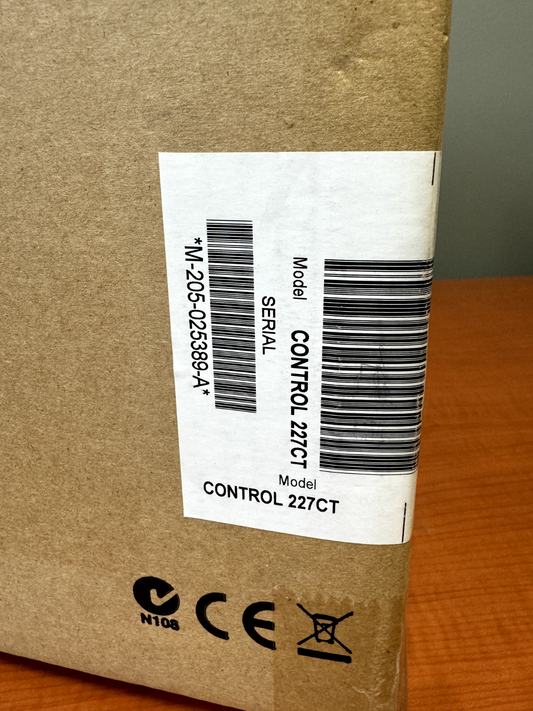 Model CONTROL 227CT
SERIAL
*M-205-025389-A*
Model
CONTROL 227CT
N108
CE